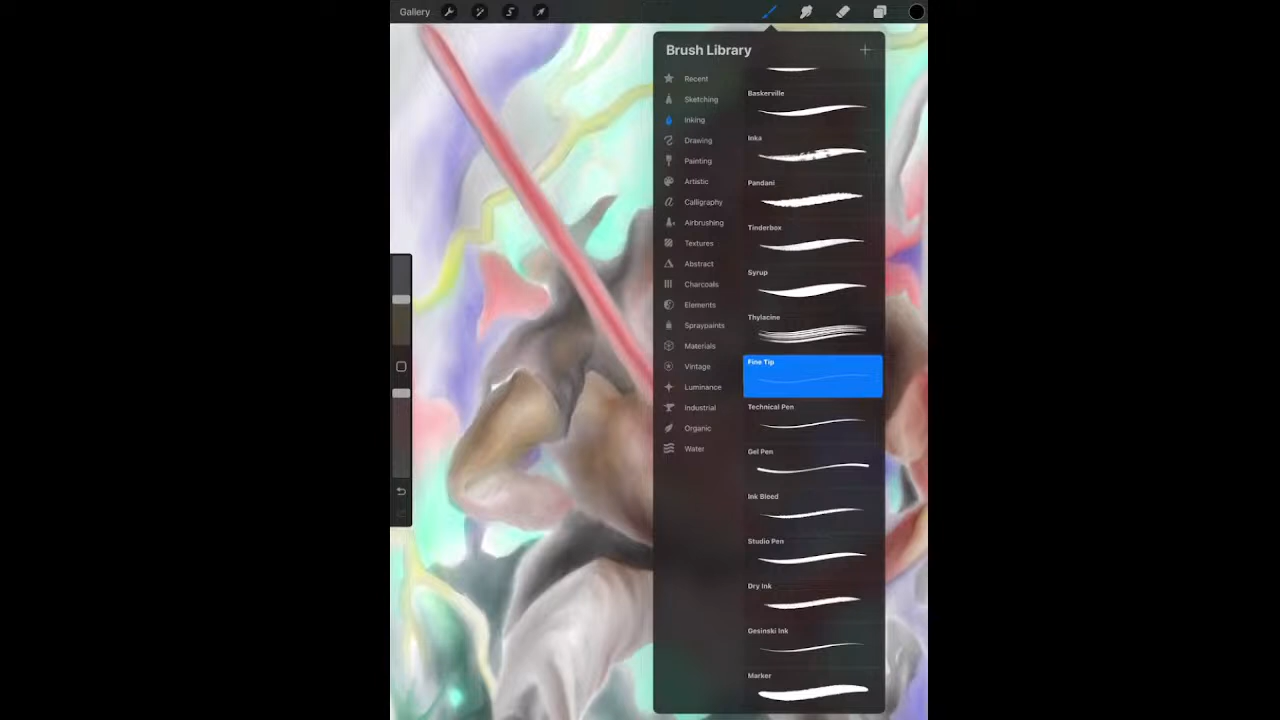 Gallery
Brush Library
Recent
Sketching
Inking
Drawing
Painting
Artistic
Calligraphy
Airbrushing
Textures
Abstract
Charcoals
Elements
Spraypaints
Materials
Vintage
Luminance
Industrial
Organic
Water
Baskerville
Inka
Pandani
Tinderbox
Syrup
Thylacine
Fine Tip
Technical Pen
Gel Pen
Ink Bleed
Studio Pen
Dry Ink
Gesinski Ink
Marker